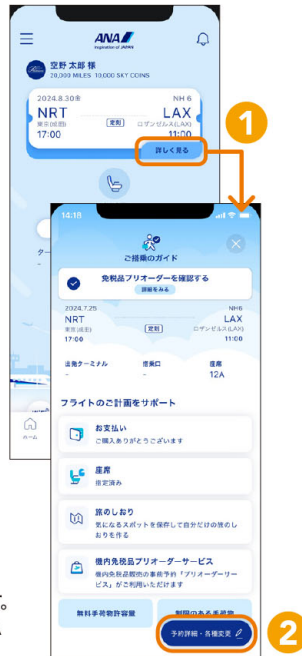 ANA
Inspiration of JAPAN
空野 太郎 様
20,000 MILES 10,000 SKY COINS
2024.8.30金
NH 6
NRT
LAX
東京(成田)
定刻
ロサンゼルス(LAX)
17:00
11:00
詳しく見る
1
ホーム
14:18
ご搭乗のガイド
免税品プリオーダーを確認する
詳細をみる
2024.7.25
NH6
NRT
LAX
東京(成田)
定刻
ロサンゼルス(LAX)
17:00
11:00
出発ターミナル
搭乗口
座席
-
-
12A
フライトのご計画をサポート
お支払い
ご購入ありがとうございます
座席
指定済み
旅のしおり
気になるスポットを保存して自分だけの旅のし
おりを作る
機内免税品プリオーダーサービス
機内免税品販売の事前予約「プリオーダーサー
ビス」がご利用いただけます
無料手荷物許容量
制限のある手荷物
予約詳細・各種変更
2
。